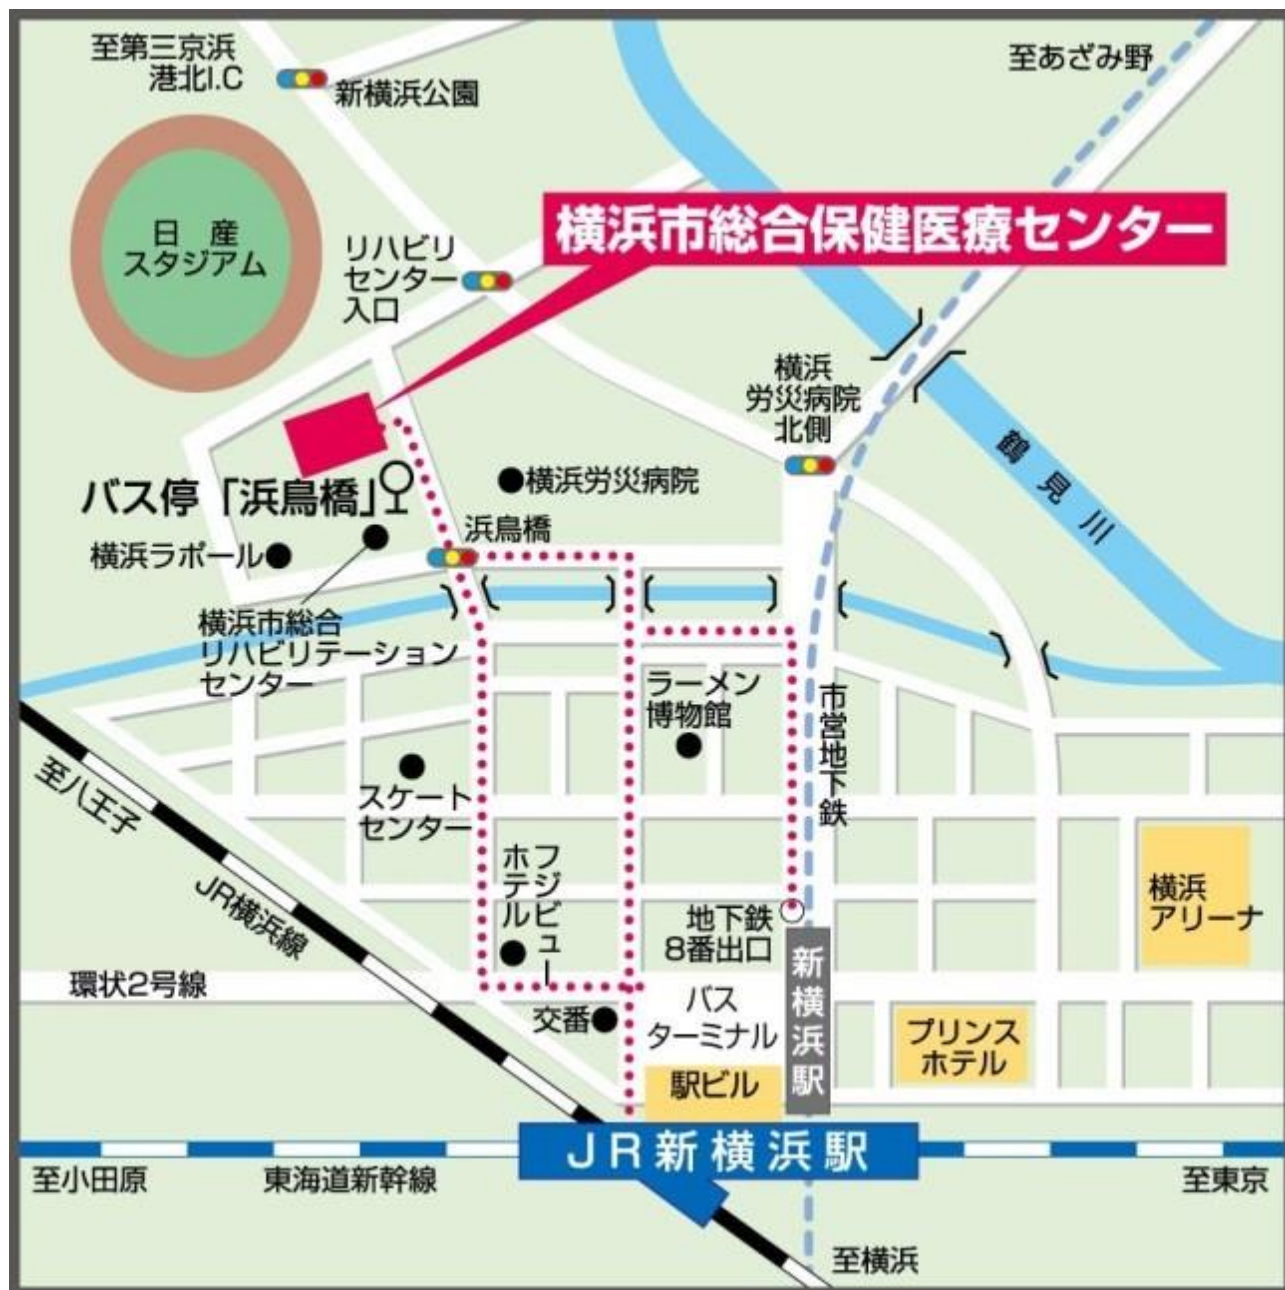 至第三京浜
港北I.C
新横浜公園
至あざみ野
日産
スタジアム
横浜市総合保健医療センター
リハビリ
センター
入口
横浜
労災病院
北側
鶴見川
横浜労災病院
バス停「浜鳥橋」
浜鳥橋
横浜ラポール
横浜市総合
リハビリテーション
センター
ラーメン
博物館
市営地下鉄
至八王子
スケート
センター
フジビュー
ホテル
JR横浜線
地下鉄
8番出口
横浜
アリーナ
環状2号線
新横浜駅
バス
ターミナル
交番
プリンス
ホテル
駅ビル
JR新横浜駅
至小田原
東海道新幹線
至東京
至横浜